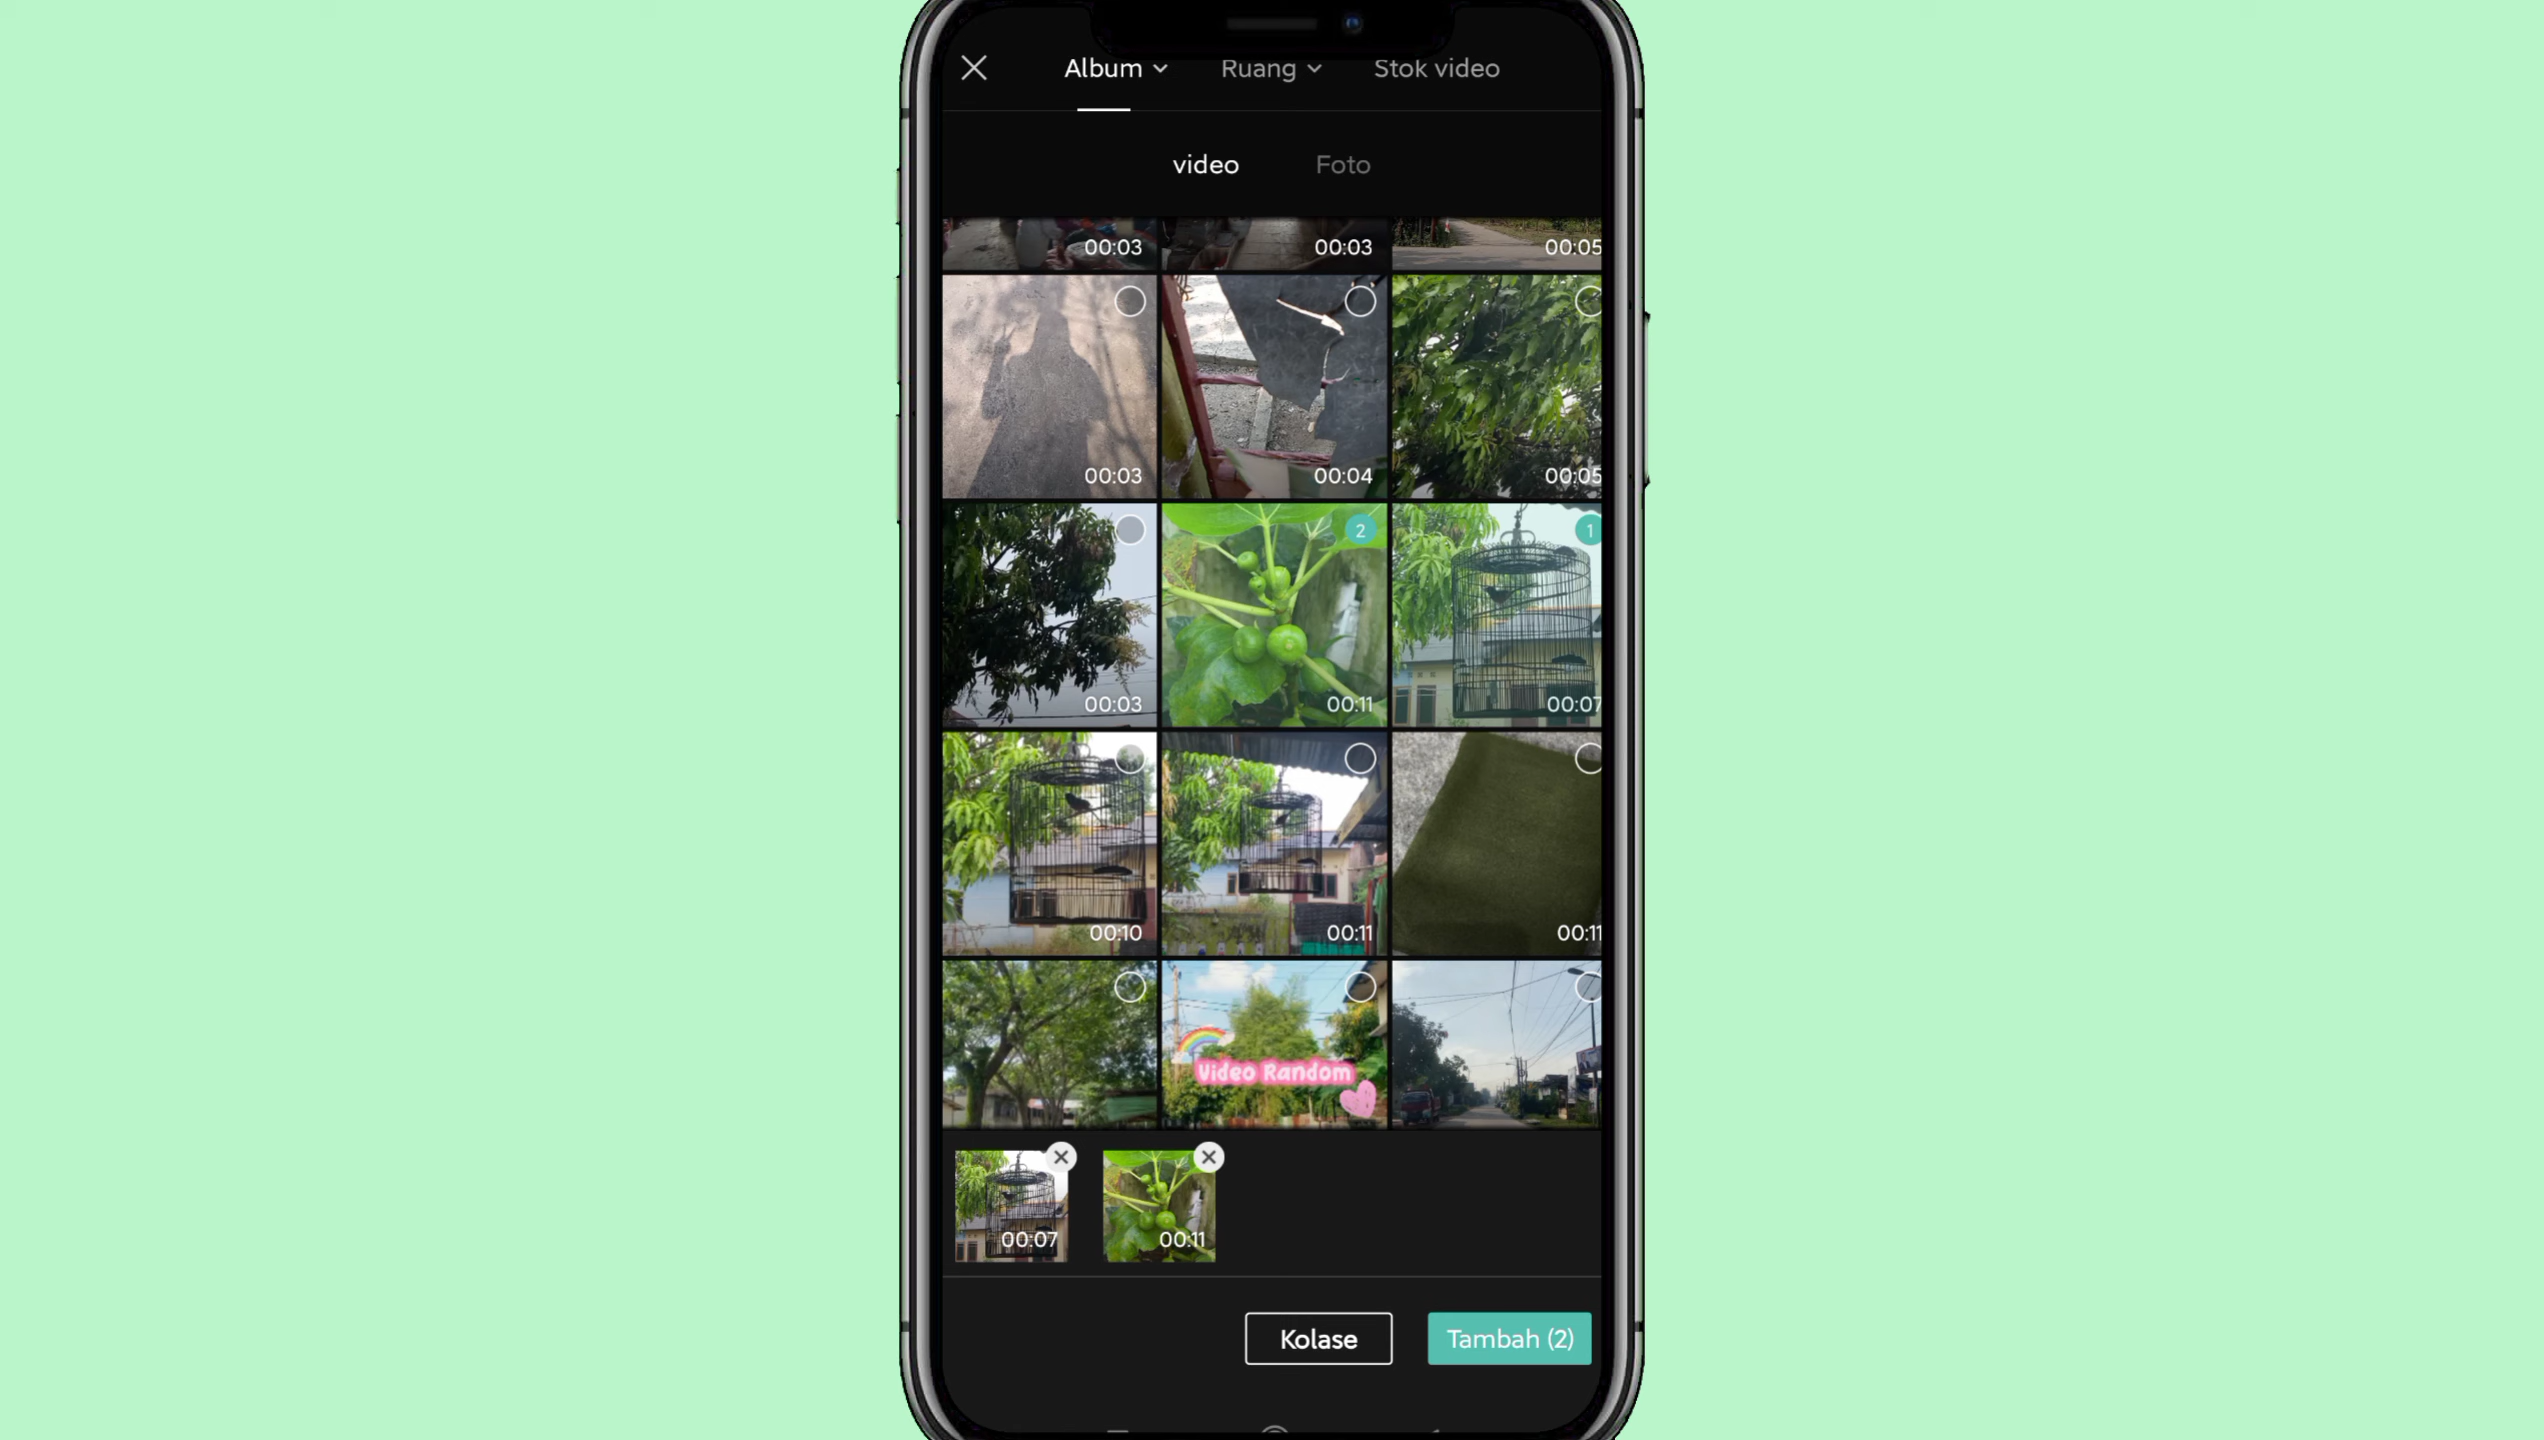 Album Ruang Stok video
video Foto
00:03 00:03 00:05
00:03 00:04 00:05
2 1
00:03 00:11 00:07
00:10 00:11 00:11
Video Random
00:07 00:11
Kolase Tambah (2)